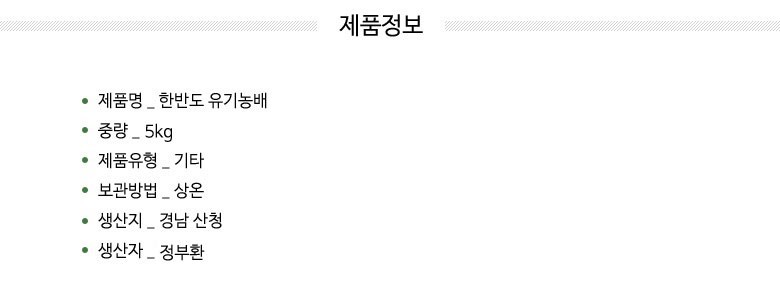 제품정보
제품명 _ 한반도 유기농배
중량 _ 5kg
제품유형 _ 기타
보관방법 _ 상온
생산지 _ 경남 산청
생산자 _ 정부환